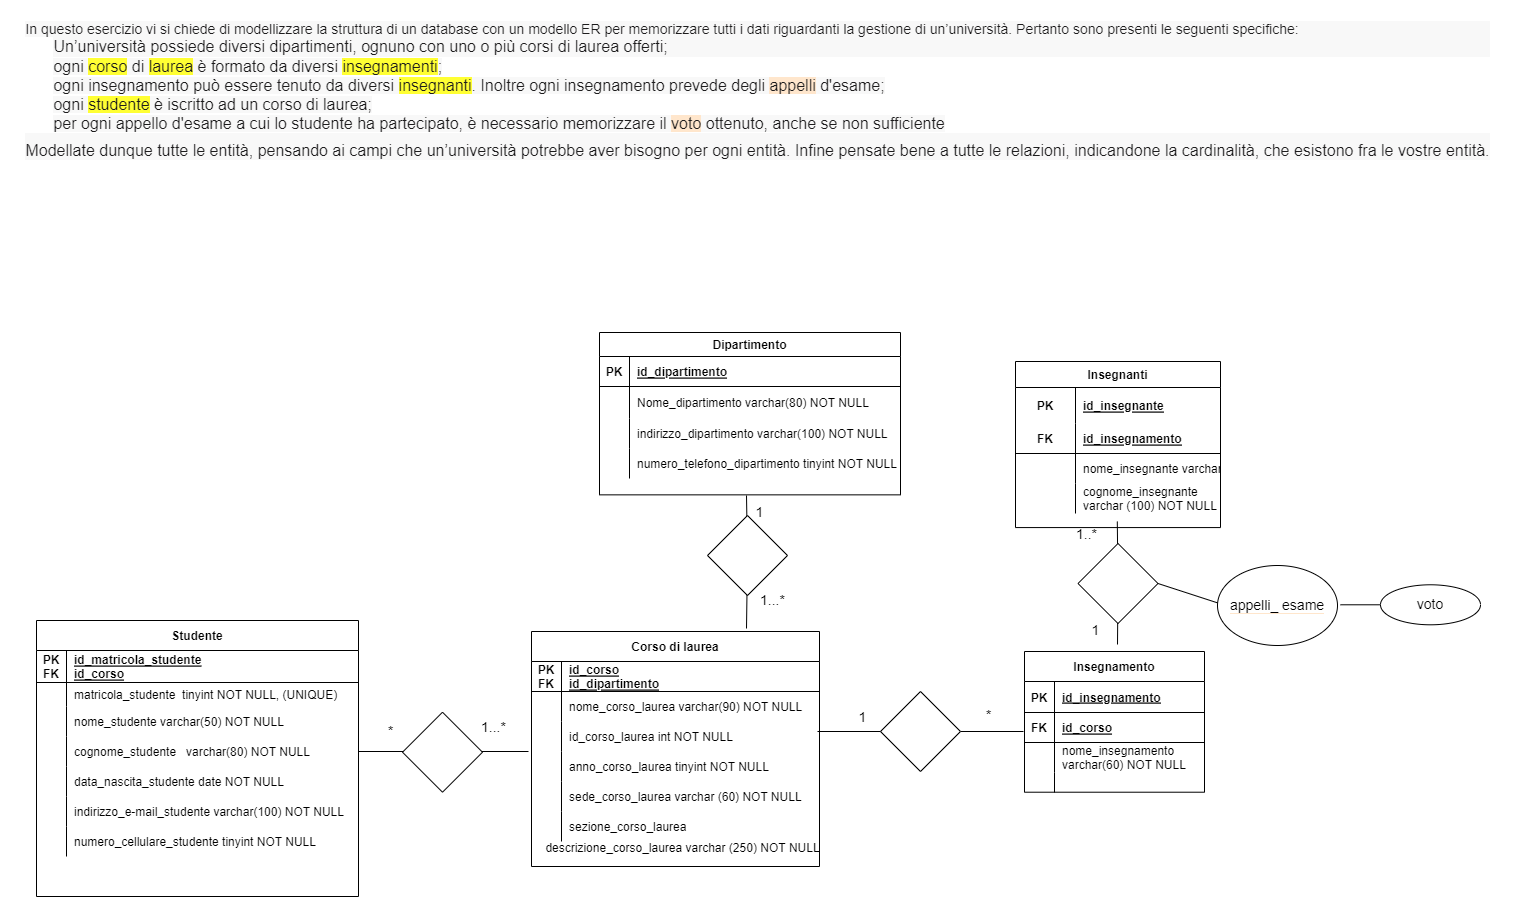 In questo esercizio vi si chiede di modellizzare la struttura di un database con un modello ER per memorizzare tutti i dati riguardanti la gestione di un'università. Pertanto sono presenti le seguenti specifiche:
Un'università possiede diversi dipartimenti, ognuno con uno o più corsi di laurea offerti;
ogni corso di laurea è formato da diversi insegnamenti;
ogni insegnamento può essere tenuto da diversi insegnanti. Inoltre ogni insegnamento prevede degli appelli d'esame;
ogni studente è iscritto ad un corso di laurea;
per ogni appello d'esame a cui lo studente ha partecipato, è necessario memorizzare il voto ottenuto, anche se non sufficiente
Modellate dunque tutte le entità, pensando ai campi che un'università potrebbe aver bisogno per ogni entità. Infine pensate bene a tutte le relazioni, indicandone la cardinalità, che esistono fra le vostre entità.
Dipartimento
PK id_dipartimento
Nome_dipartimento varchar(80) NOT NULL
indirizzo_dipartimento varchar(100) NOT NULL
numero_telefono_dipartimento tinyint NOT NULL
1
1...*
Insegnanti
PK id_insegnante
FK id_insegnamento
nome_insegnante varchar
cognome_insegnante
varchar (100) NOT NULL
1..*
1
appelli_ esame
voto
Studente
PK id_matricola_studente
FK id_corso
matricola_studente tinyint NOT NULL, (UNIQUE)
nome_studente varchar(50) NOT NULL
cognome_studente varchar(80) NOT NULL
data_nascita_studente date NOT NULL
indirizzo_e-mail_studente varchar(100) NOT NULL
numero_cellulare_studente tinyint NOT NULL
*
1...*
Corso di laurea
PK id_corso
FK id_dipartimento
nome_corso_laurea varchar(90) NOT NULL
id_corso_laurea int NOT NULL
anno_corso_laurea tinyint NOT NULL
sede_corso_laurea varchar (60) NOT NULL
sezione_corso_laurea
descrizione_corso_laurea varchar (250) NOT NULL
1
*
Insegnamento
PK id_insegnamento
FK id_corso
nome_insegnamento
varchar(60) NOT NULL